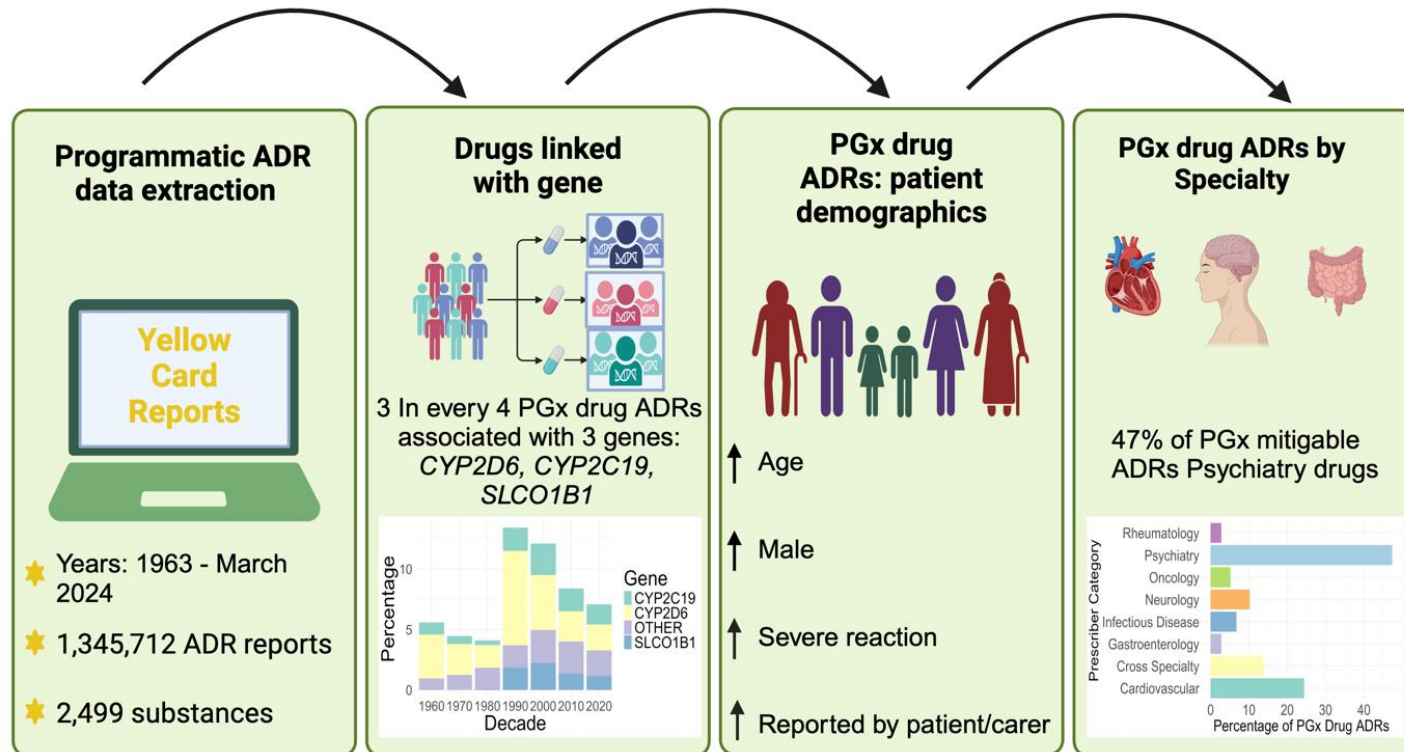 Programmatic ADR
data extraction
Yellow
Card
Reports
Years: 1963 - March
2024
1,345,712 ADR reports
2,499 substances
Drugs linked
with gene
3 In every 4 PGx drug ADRs
associated with 3 genes:
CYP2D6, CYP2C19,
SLCO1B1
Percentage
10
5
0
1960 1970 1980 1990 2000 2010 2020
Decade
Gene
CYP2C19
CYP2D6
OTHER
SLCO1B1
PGx drug
ADRs: patient
demographics
Age
Male
Severe reaction
Reported by patient/carer
PGx drug ADRs by
Specialty
47% of PGx mitigable
ADRs Psychiatry drugs
Prescriber Category
Rheumatology
Psychiatry
Oncology
Neurology
Infectious Disease
Gastroenterology
Cross Specialty
Cardiovascular
0 10 20 30 40
Percentage of PGx Drug ADRs